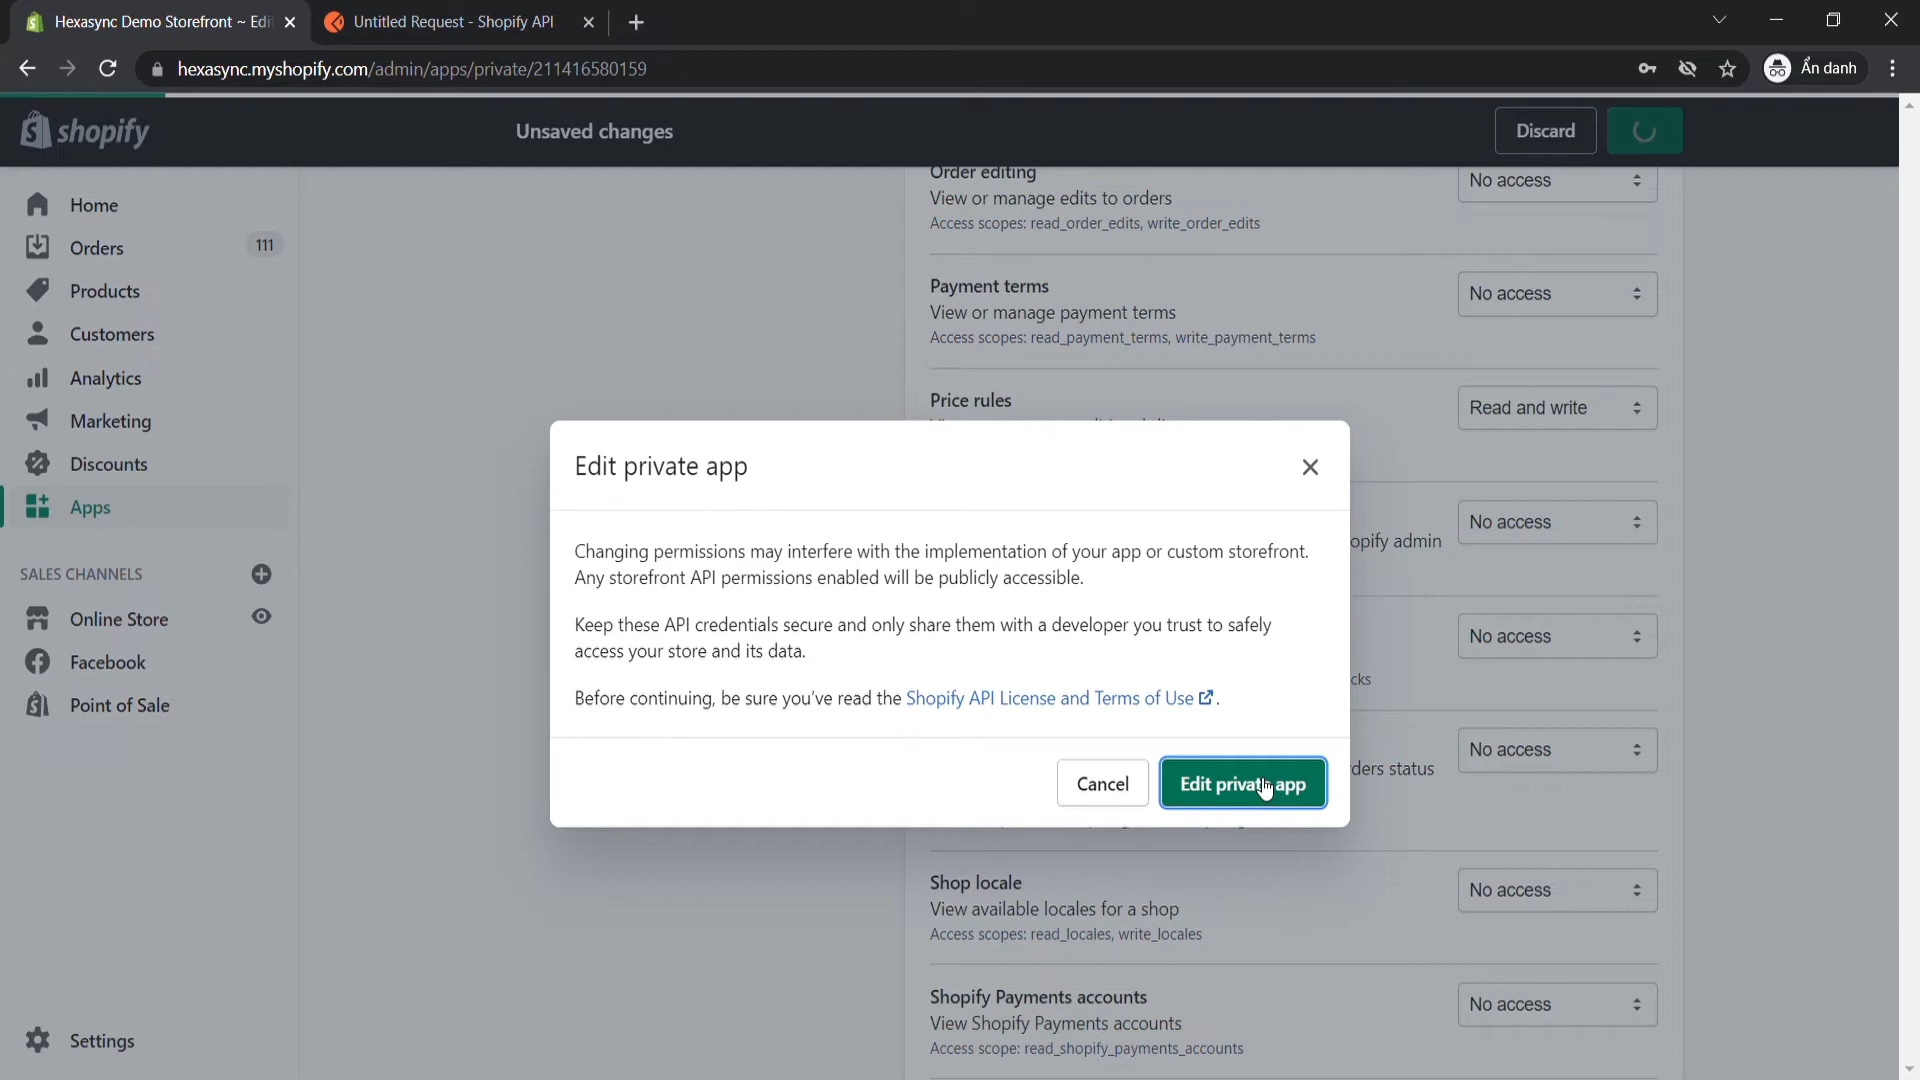 Hexasync Demo Storefront ~ Edi
Untitled Request - Shopify API
hexasync.myshopify.com/admin/apps/private/211416580159
Ẩn danh
shopify
Unsaved changes
Discard
Home
Orders
111
Products
Customers
Analytics
Marketing
Discounts
Apps
SALES CHANNELS
Online Store
Facebook
Point of Sale
Settings
Order editing
No access
View or manage edits to orders
Access scopes: read_order_edits, write_order_edits
Payment terms
No access
View or manage payment terms
Access scopes: read_payment_terms, write_payment_terms
Price rules
Read and write
No access
opify admin
No access
cks
No access
ders status
Edit private app
Changing permissions may interfere with the implementation of your app or custom storefront.
Any storefront API permissions enabled will be publicly accessible.
Keep these API credentials secure and only share them with a developer you trust to safely
access your store and its data.
Before continuing, be sure you've read the Shopify API License and Terms of Use.
Cancel
Edit private app
Shop locale
No access
View available locales for a shop
Access scopes: read_locales, write_locales
Shopify Payments accounts
No access
View Shopify Payments accounts
Access scope: read_shopify_payments_accounts